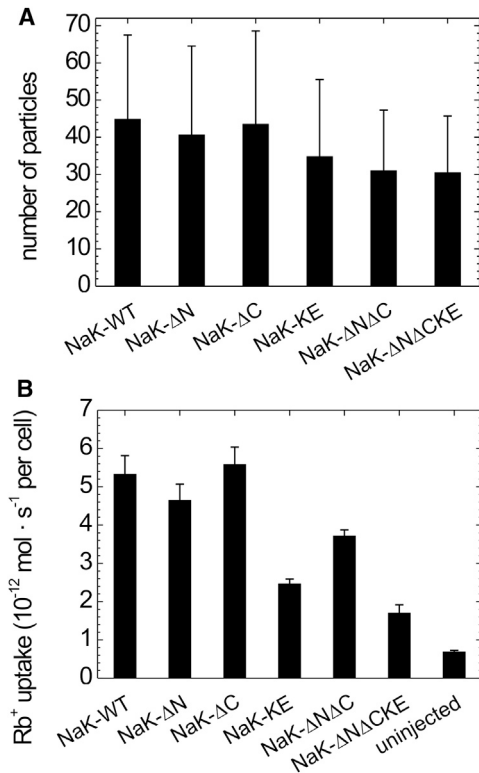 A
number of particles
70
60
50
40
30
20
10
0
NaK-WT
NaK-ΔN
NaK-ΔC
NaK-KE
NaK-ΔNΔC
NaK-ΔNΔCKE
B
Rb⁺ uptake (10⁻¹² mol · s⁻¹ per cell)
7
6
5
4
3
2
1
0
NaK-WT
NaK-ΔN
NaK-ΔC
NaK-KE
NaK-ΔNΔC
NaK-ΔNΔCKE
uninjected